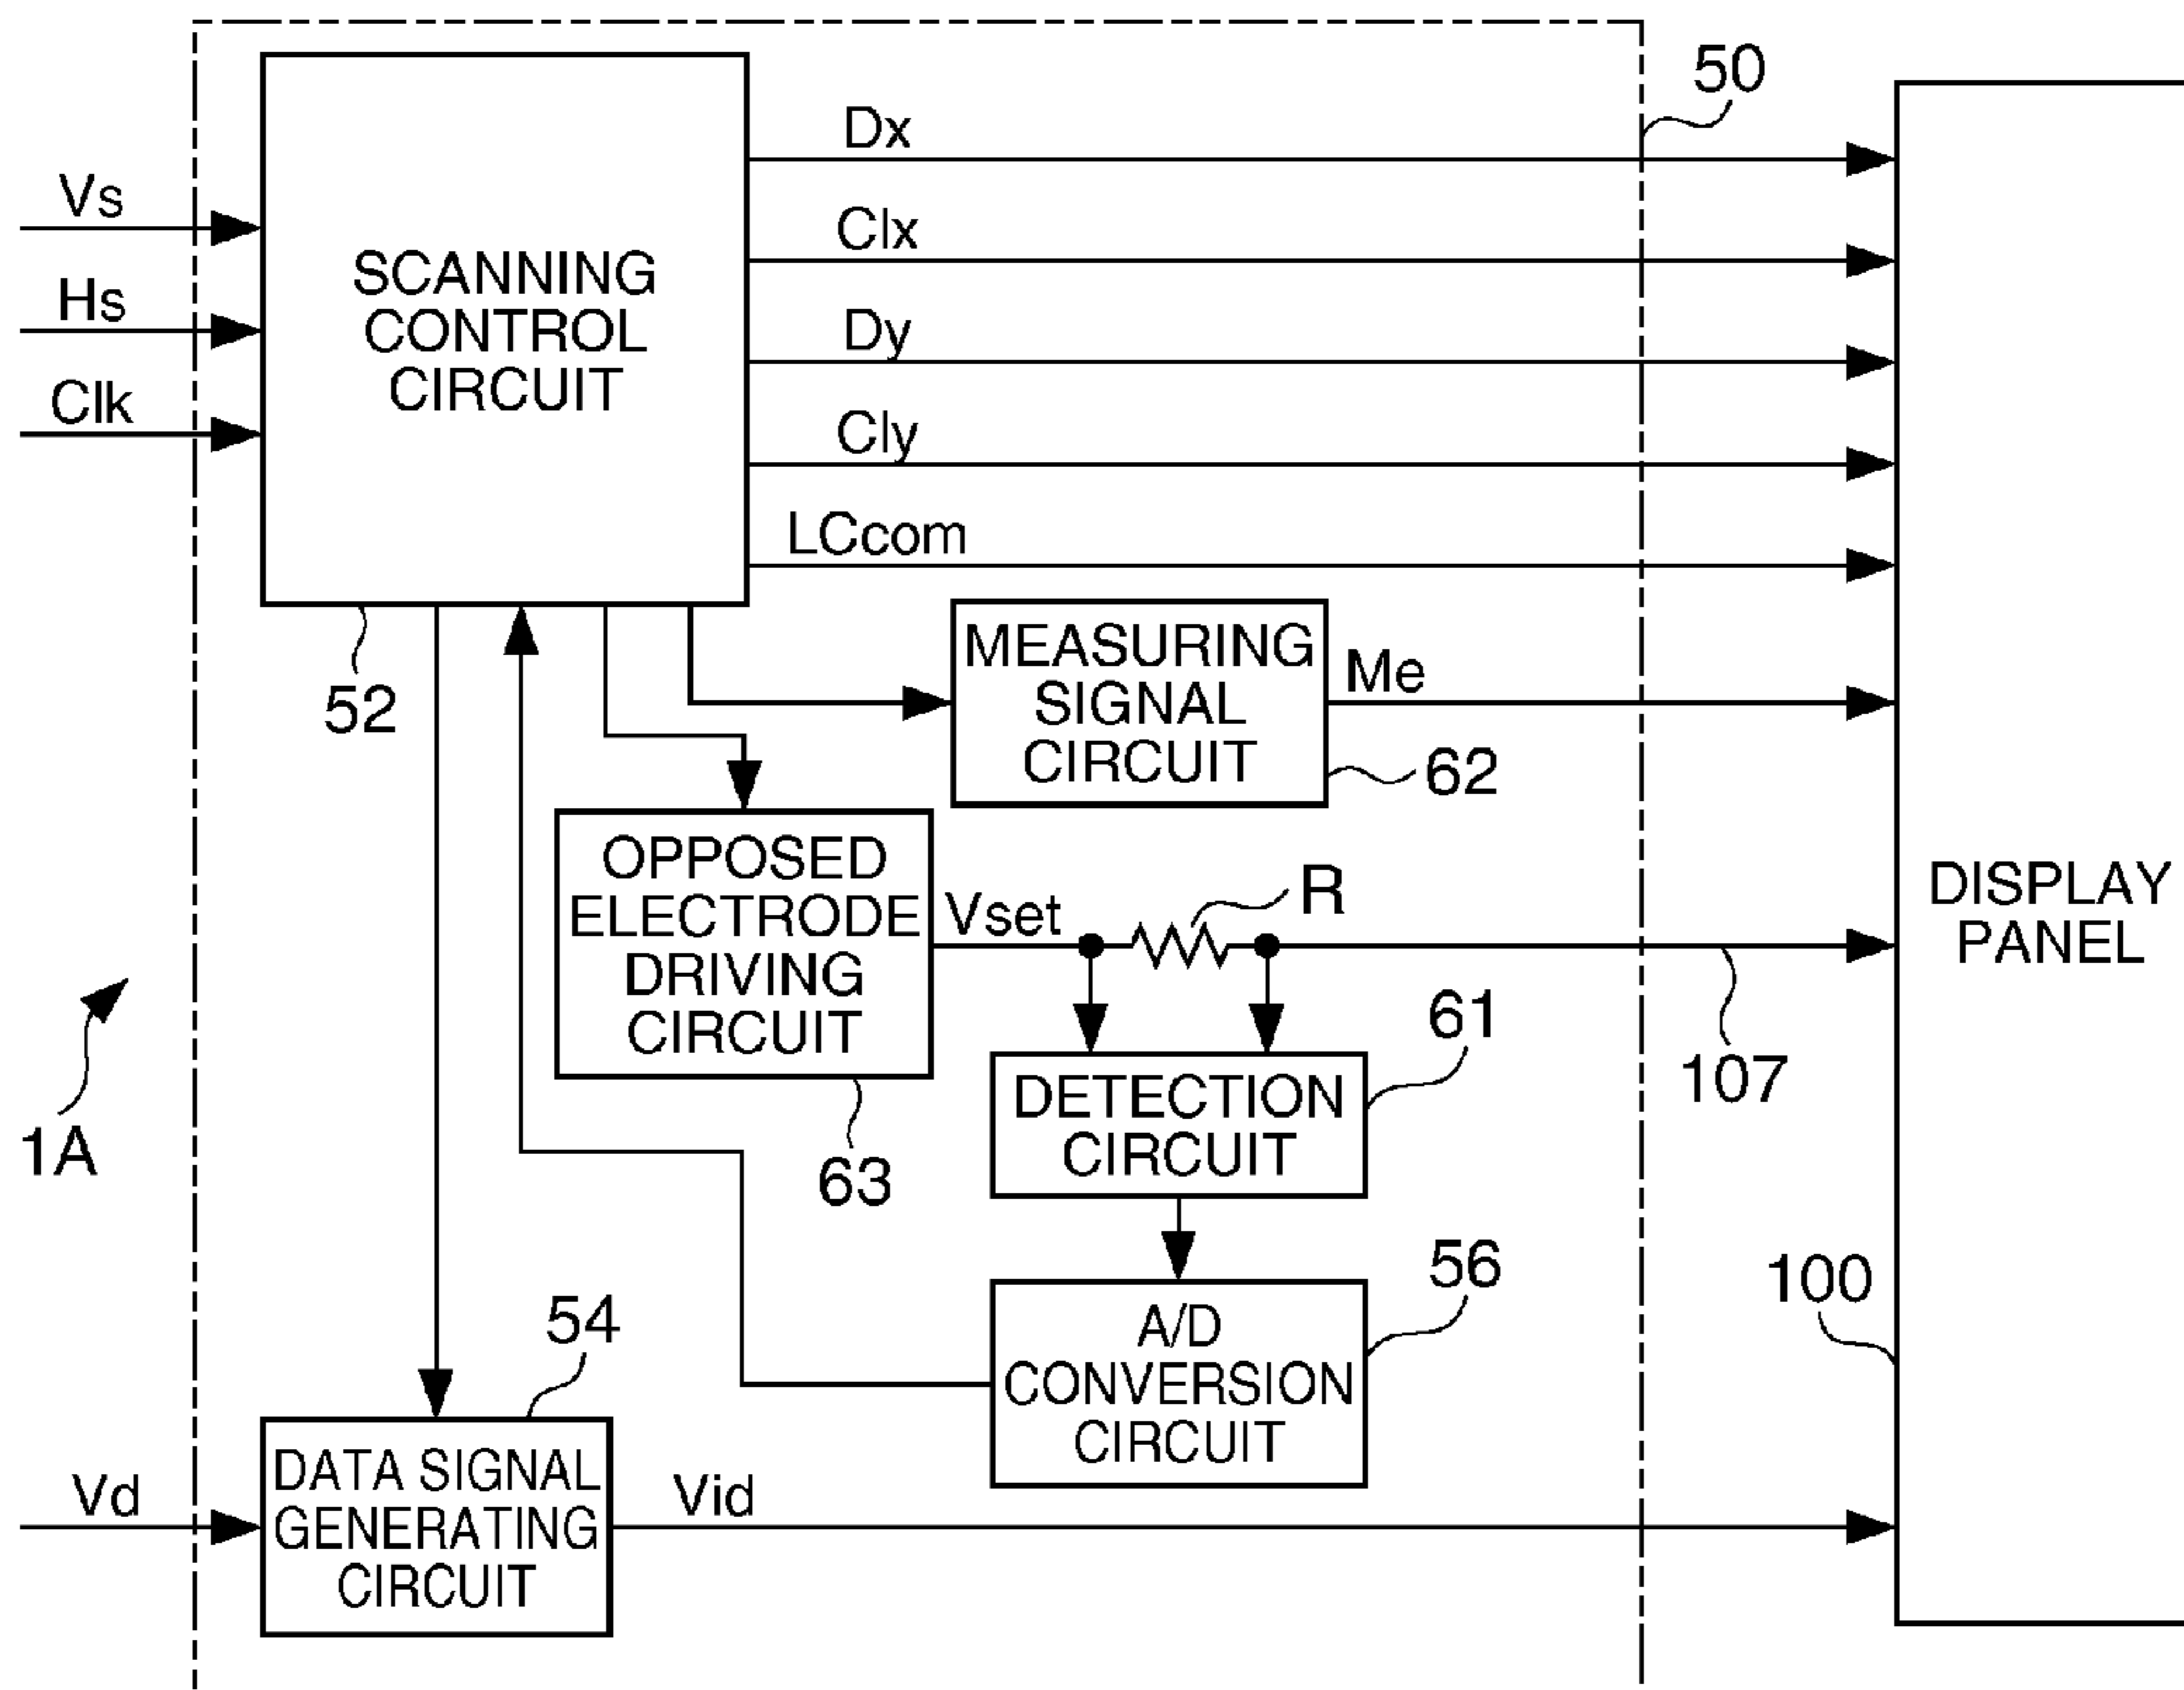 50
Dx
Vs
Clx
SCANNING
CONTROL
CIRCUIT
Hs
Dy
Clk
Cly
LCcom
MEASURING
SIGNAL
CIRCUIT
Me
52
62
OPPOSED
ELECTRODE
DRIVING
CIRCUIT
Vset
R
DISPLAY
PANEL
61
107
DETECTION
CIRCUIT
1A
63
56
100
A/D
CONVERSION
CIRCUIT
54
DATA SIGNAL
GENERATING
CIRCUIT
Vd
Vid